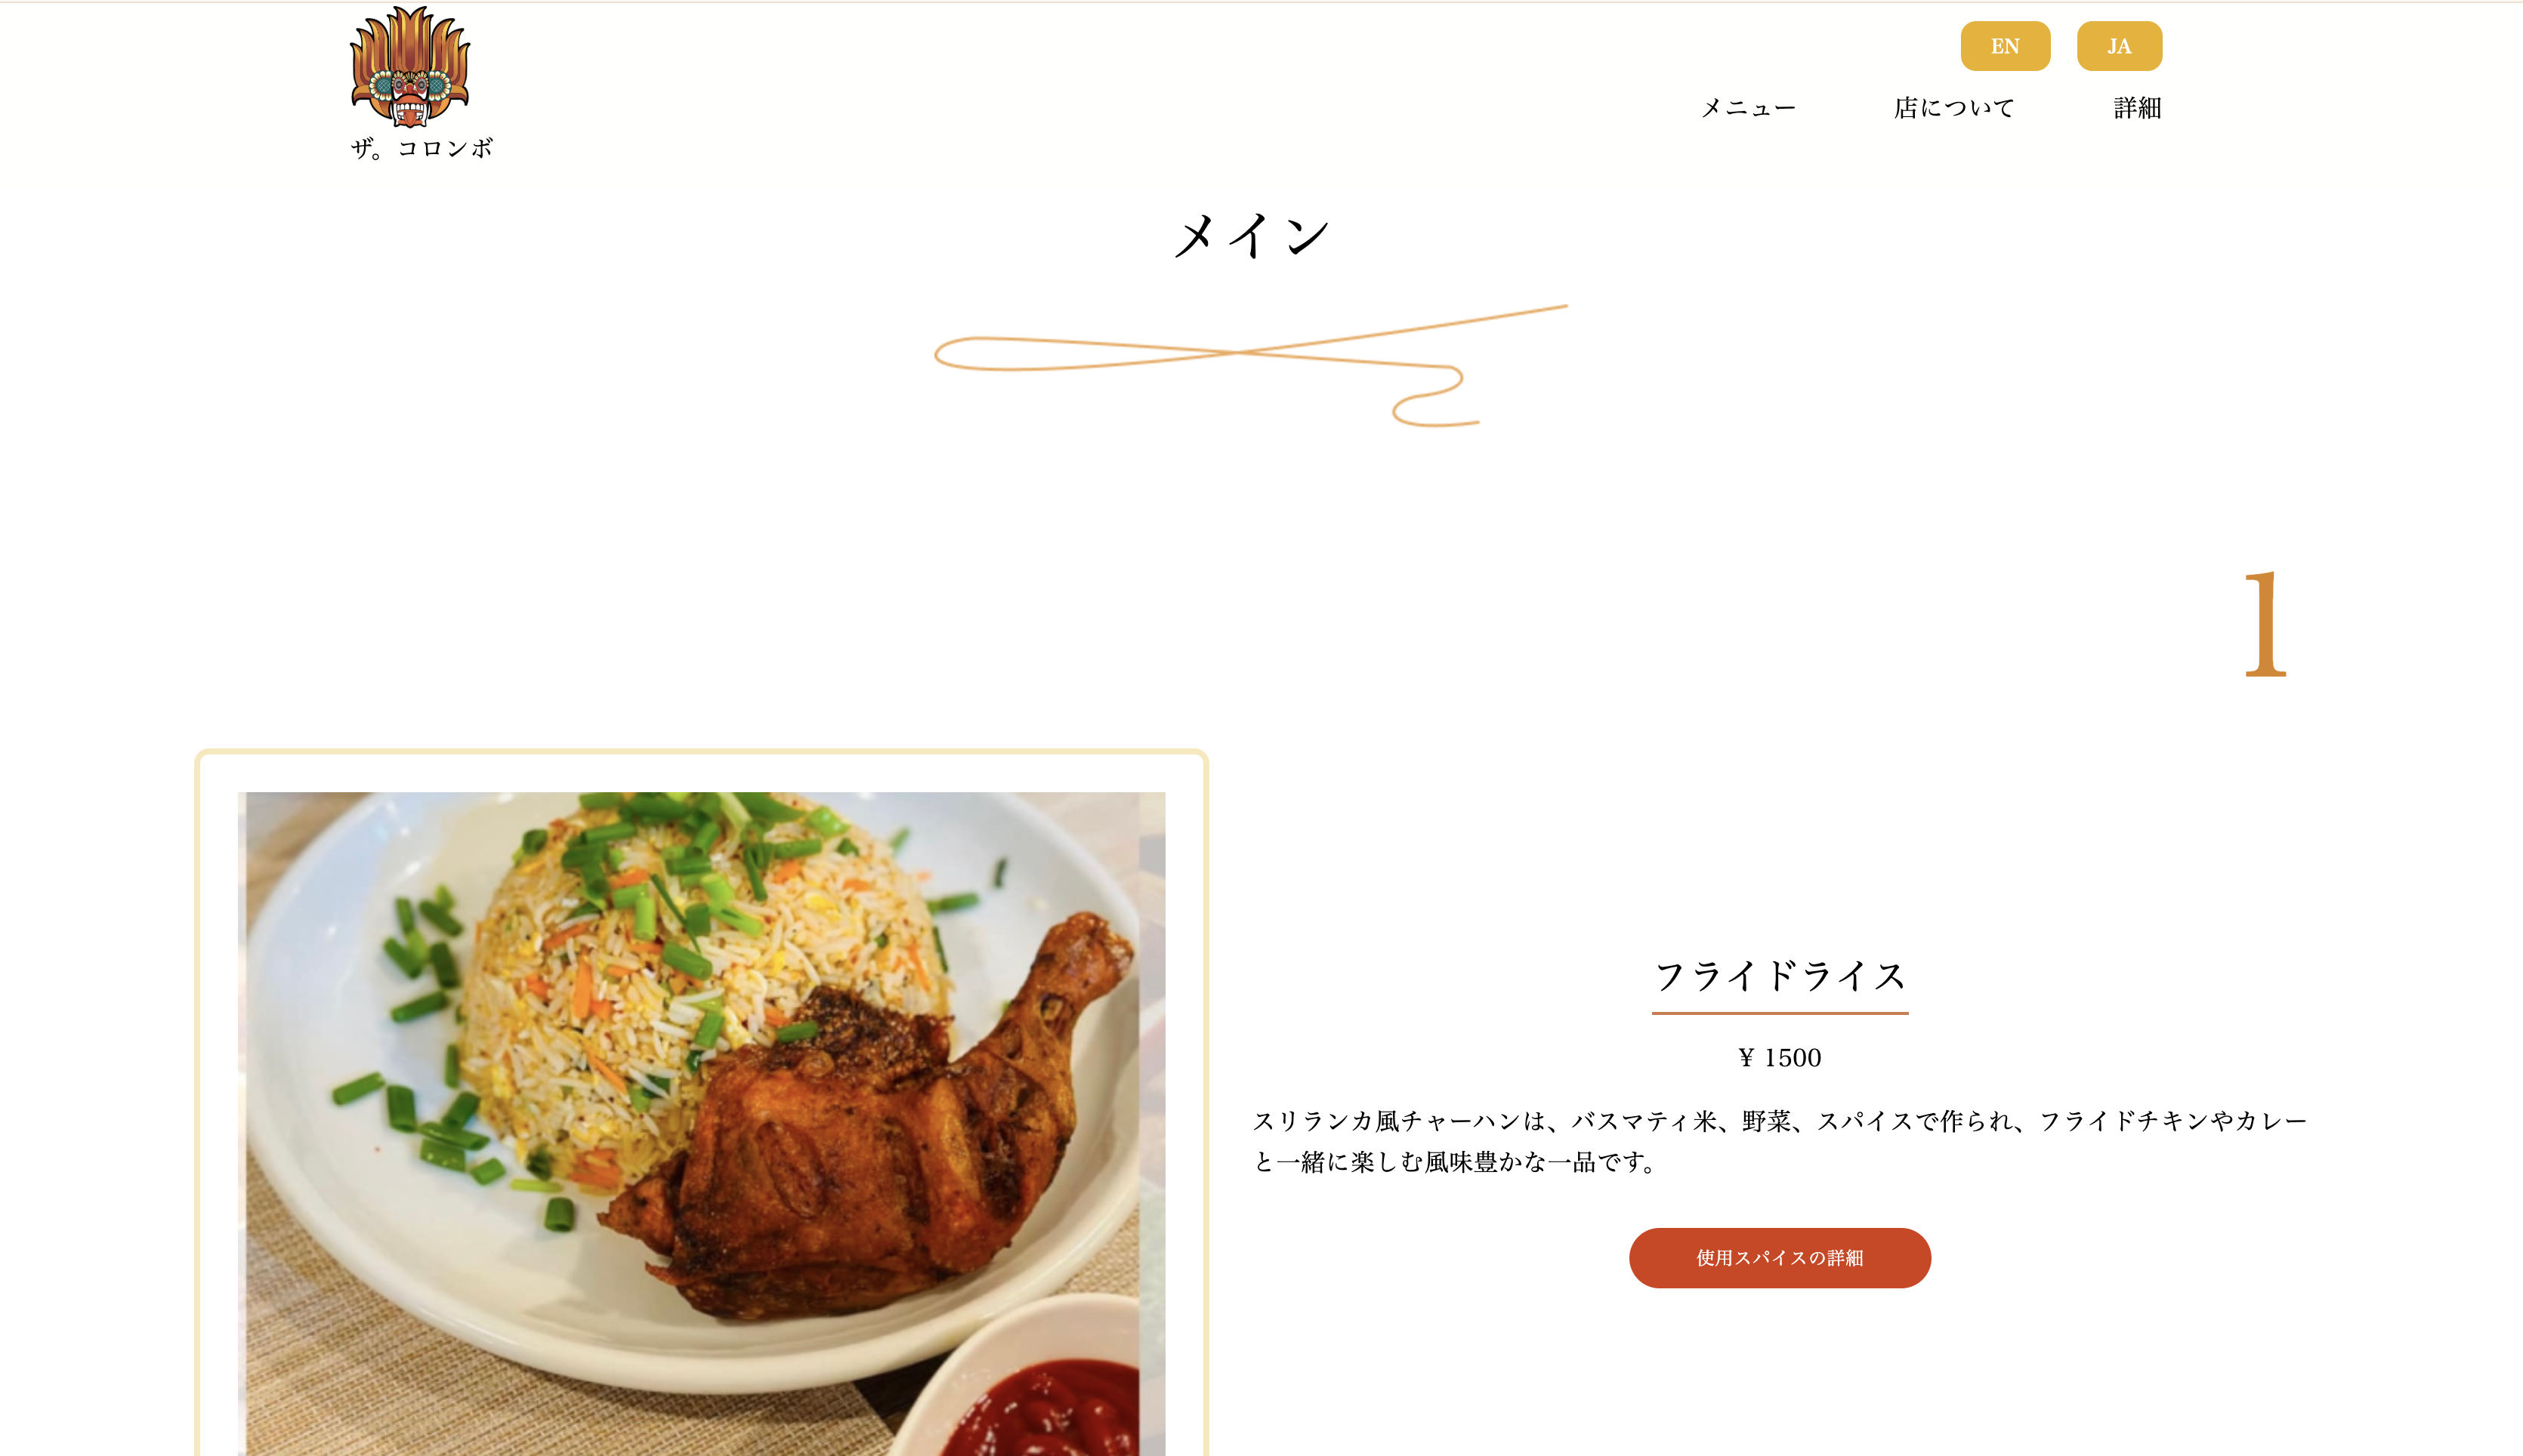 EN
JA
メニュー
店について
詳細
ザ。コロンボ
メイン
1
フライドライス
¥ 1500
スリランカ風チャーハンは、バスマティ米、野菜、スパイスで作られ、フライドチキンやカレー
と一緒に楽しむ風味豊かな一品です。
使用スパイスの詳細